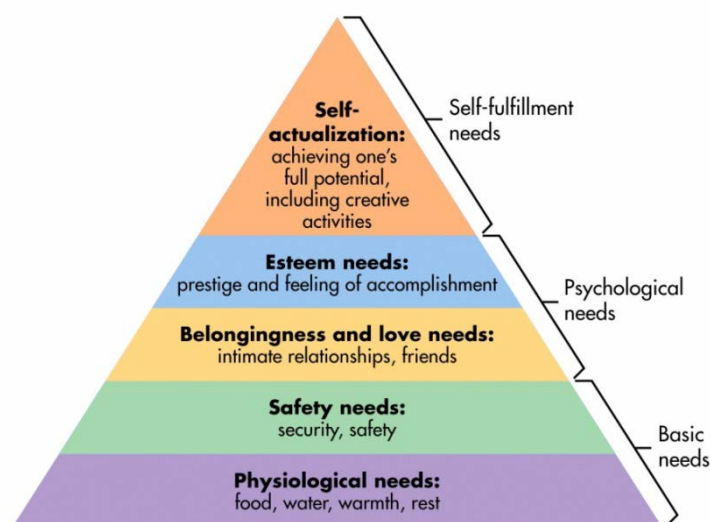 Self-
actualization:
achieving one's
full potential,
including creative
activities
Self-fulfillment
needs
Esteem needs:
prestige and feeling of accomplishment
Belongingness and love needs:
intimate relationships, friends
Psychological
needs
Safety needs:
security, safety
Physiological needs:
food, water, warmth, rest
Basic
needs